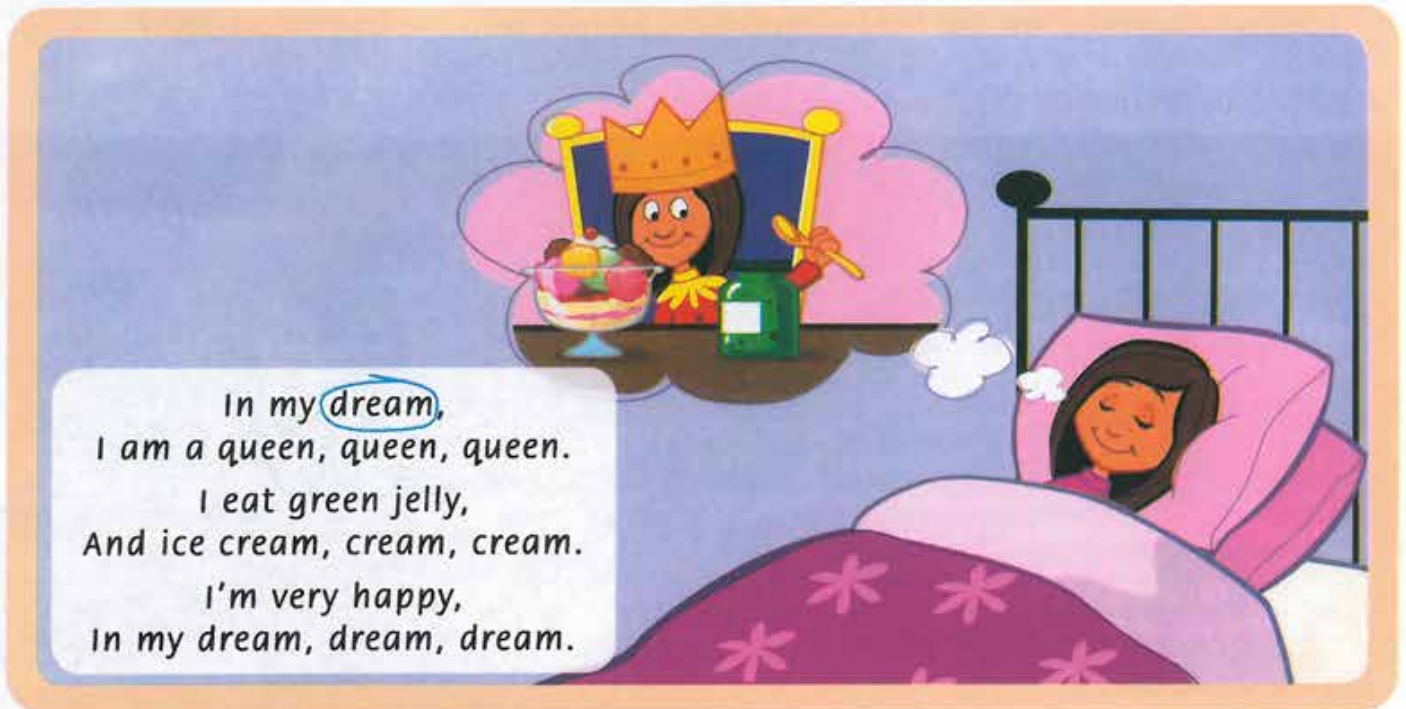 In my dream,
I am a queen, queen, queen.
I eat green jelly,
And ice cream, cream, cream.
I'm very happy,
In my dream, dream, dream.